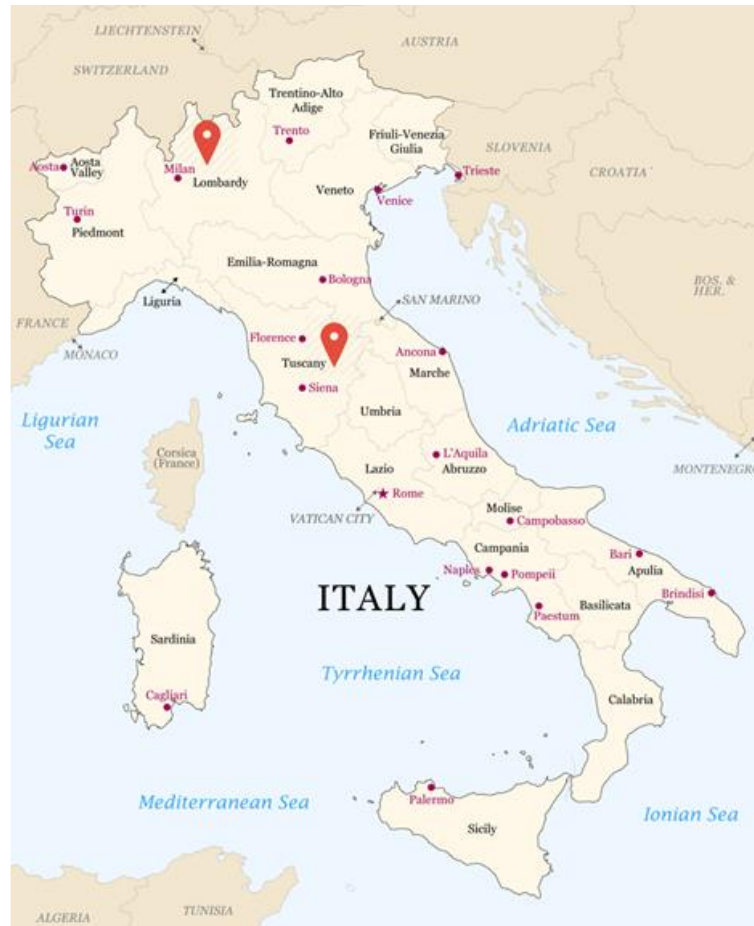 LIECHTENSTEIN
AUSTRIA
SWITZERLAND
Trentino-Alto
Adige
Trento
Friuli-Venezia
Giulia
SLOVENIA
CROATIA
Aosta
Aosta
Valley
Milan
Lombardy
Veneto
Venice
Trieste
Turin
Piedmont
Emilia-Romagna
Bologna
Liguria
SAN MARINO
BOS. &
HER.
FRANCE
MONACO
Florence
Tuscany
Ancona
Marche
Siena
Umbria
Ligurian
Sea
Adriatic Sea
Corsica
(France)
L'Aquila
Lazio
Abruzzo
MONTENEGRO
Rome
VATICAN CITY
Molise
Campobasso
Campania
Bari
Apulia
Naples
Pompeii
Brindisi
ITALY
Paestum
Basilicata
Sardinia
Tyrrhenian Sea
Cagliari
Calabria
Mediterranean Sea
Palermo
Sicily
Ionian Sea
ALGERIA
TUNISIA